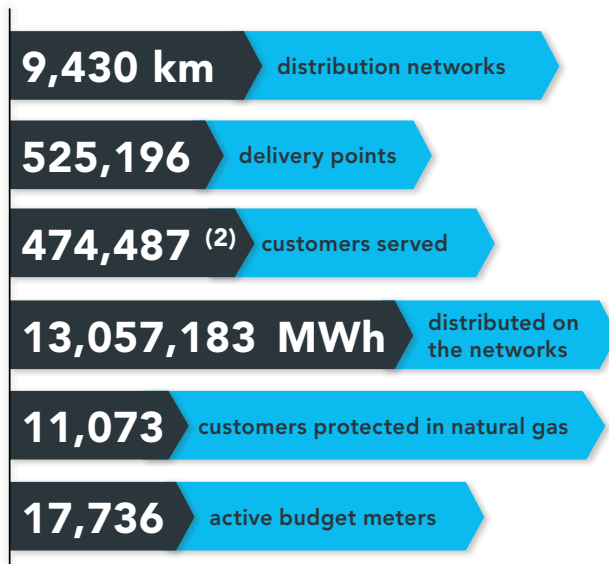 9,430 km distribution networks
525,196 delivery points
474,487 (2) customers served
13,057,183 MWh distributed on
the networks
11,073 customers protected in natural gas
17,736 active budget meters